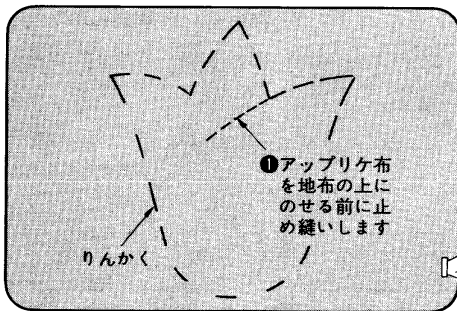 ❶アップリケ布
を地布の上に
のせる前に止
め縫いします
りんかく